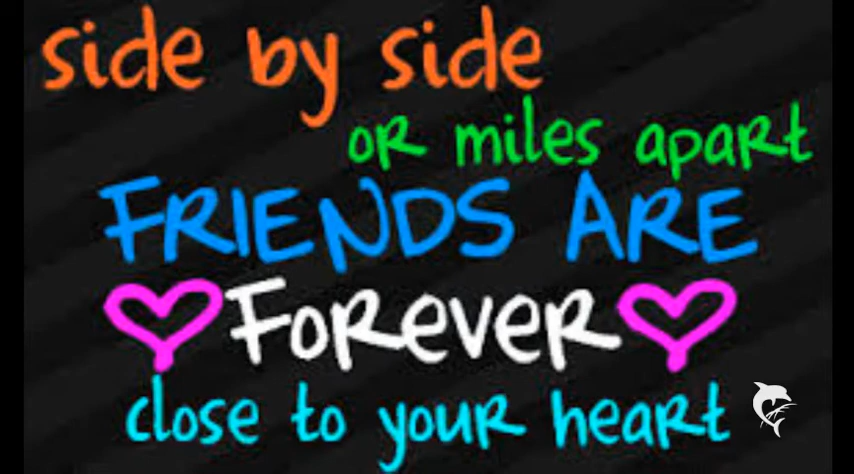 side by side
or miles apart
FRIENDS ARE
Forever
close to your heart